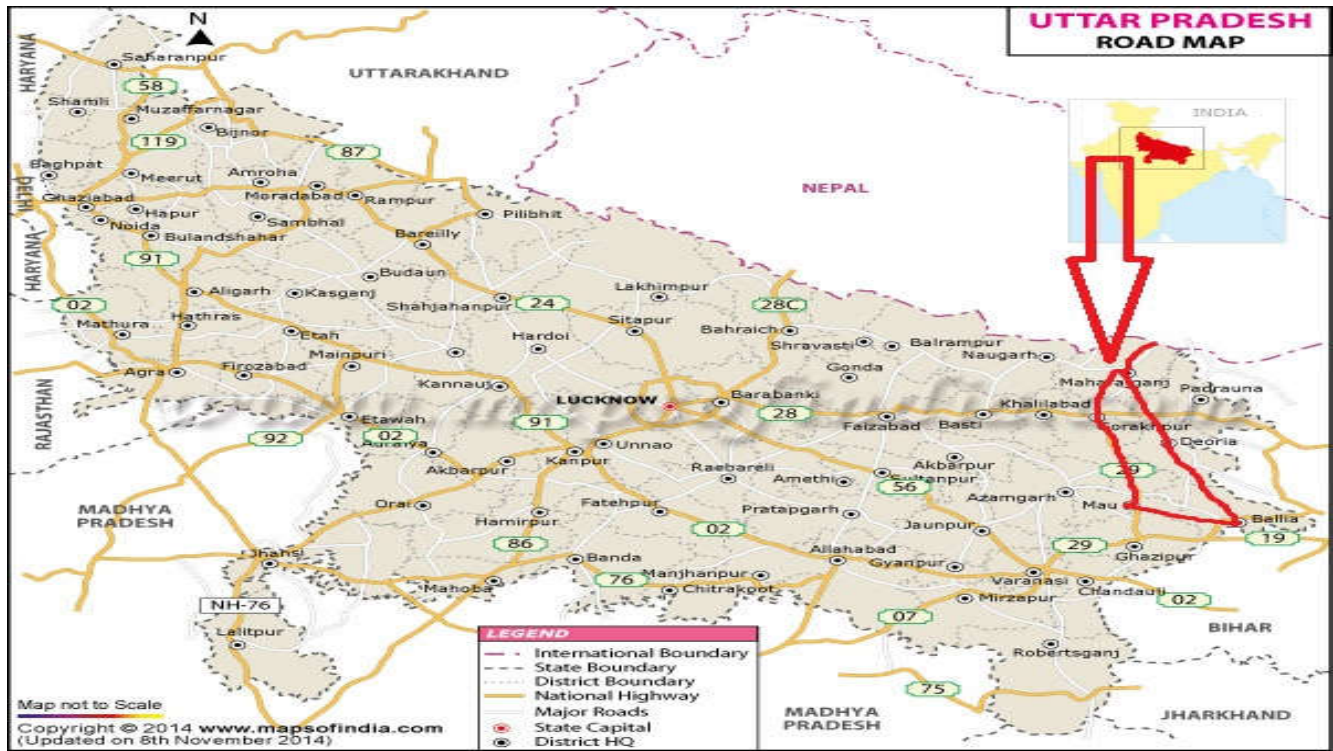 UTTAR PRADESH
ROAD MAP
N
HARYANA
Saharanpur
UTTARAKHAND
INDIA
58
Shamli
Muzaffarnagar
Bijnor
119
87
Baghpat
Meerut
Amroha
NEPAL
DELHI
Ghaziabad
Hapur
Moradabad
Rampur
Noida
Sambhal
Pilibhit
Bulandshahar
Bareilly
HARYANA
91
Budaun
Aligarh
Kasganj
Shahjahanpur
24
Lakhimpur
28C
02
Mathura
Hathras
Etah
Hardoi
Sitapur
Bahraich
Shravasti
Balrampur
Naugarh
Mainpuri
Agra
Firozabad
Kannauj
Gonda
Maharajganj
Padrauna
RAJASTAN
LUCKNOW
Barabanki
Etawah
28
Faizabad
Basti
Khalilabad
Gorakhpur
92
02
91
Unnao
Deoria
Auraiya
Akbarpur
Kanpur
Raebareli
Amethi
Sultanpur
Akbarpur
29
56
Orai
Fatehpur
Azamgarh
Mau
MADHYA
PRADESH
Hamirpur
02
Pratapgarh
Jaunpur
Ballia
86
29
19
Jhansi
Banda
Allahabad
Gyanpur
Ghazipur
Mahoba
76
Manjhanpur
Varanasi
Chitrakoot
Chandauli
Mirzapur
02
NH-76
07
Lalitpur
BIHAR
Robertsganj
75
MADHYA
PRADESH
JHARKHAND
LEGEND
International Boundary
State Boundary
District Boundary
National Highway
Major Roads
State Capital
District HQ
Map not to Scale
Copyright © 2014 www.mapsofindia.com
(Updated on 8th November 2014)